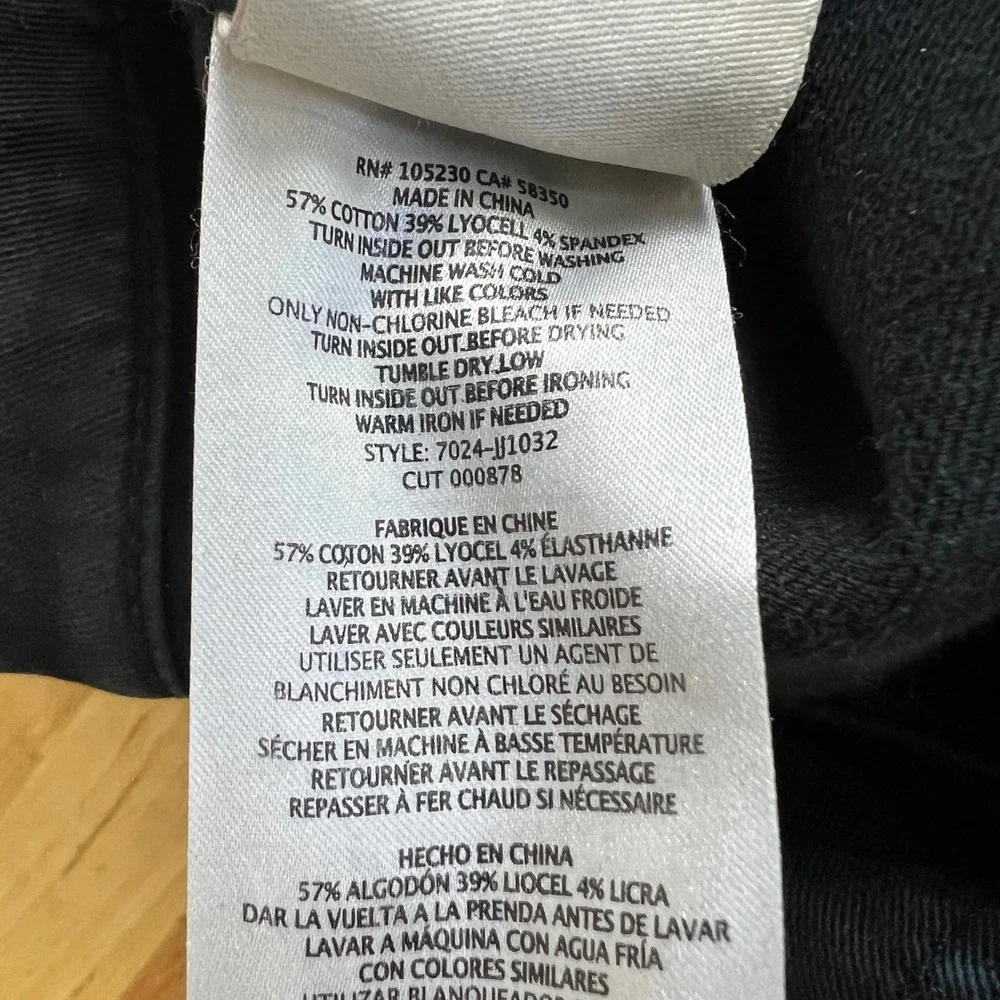 RN# 105230 CA# 58350
MADE IN CHINA
57% COTTON 39% LYOCELL 4% SPANDEX
TURN INSIDE OUT BEFORE WASHING
MACHINE WASH COLD
WITH LIKE COLORS
ONLY NON-CHLORINE BLEACH IF NEEDED
TURN INSIDE OUT BEFORE DRYING
TUMBLE DRY LOW
TURN INSIDE OUT BEFORE IRONING
WARM IRON IF NEEDED
STYLE: 7024-JJ1032
CUT 000878
FABRIQUE EN CHINE
57% COTON 39% LYOCEL 4% ÉLASTHANNE
RETOURNER AVANT LE LAVAGE
LAVER EN MACHINE À L'EAU FROIDE
LAVER AVEC COULEURS SIMILAIRES
UTILISER SEULEMENT UN AGENT DE
BLANCHIMENT NON CHLORÉ AU BESOIN
RETOURNER AVANT LE SÉCHAGE
SÉCHER EN MACHINE À BASSE TEMPÉRATURE
RETOURNER AVANT LE REPASSAGE
REPASSER À FER CHAUD SI NÉCESSAIRE
HECHO EN CHINA
57% ALGODÓN 39% LIOCEL 4% LICRA
DAR LA VUELTA A LA PRENDA ANTES DE LAVAR
LAVAR A MÁQUINA CON AGUA FRÍA
CON COLORES SIMILARES
UTILIZAR BLANQUEADOR